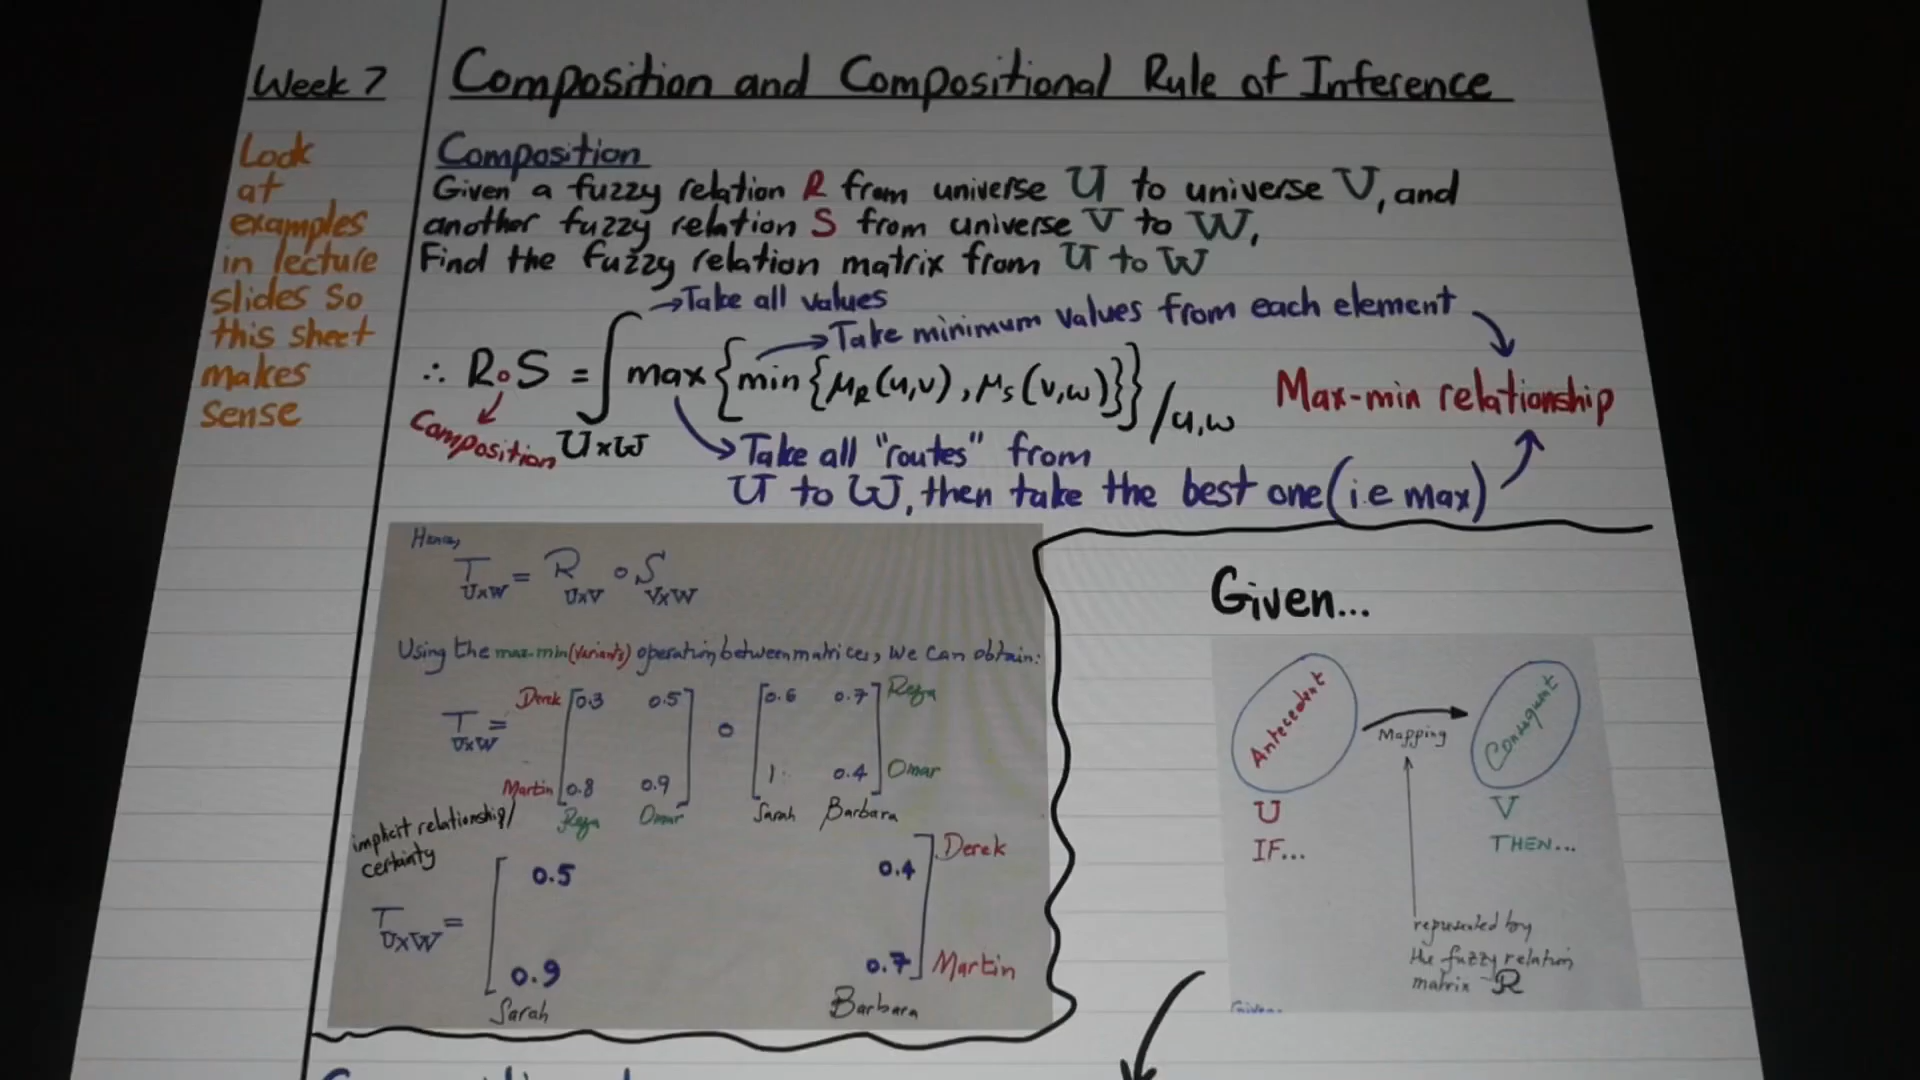 Week 7
Composition and Compositional Rule of Inference
Look
at
examples
in lecture
slides so
this sheet
makes
sense
Composition
Given a fuzzy relation R from universe U to universe V, and
another fuzzy relation S from universe V to W,
Find the fuzzy relation matrix from U to W
→Take all values
→Take minimum values from each element
∴ R∘S = ∫ max{min{μR(u,v), μS(v,w)}}/u,w
U×W
Composition
Max-min relationship
→Take all "routes" from
U to W, then take the best one (i.e max)
Hence,
T = R ∘ S
U×W U×V V×W
Using the max-min(variants) operation between matrices, we can obtain:
Derek [0.3 0.5] [0.6 0.7] Reza
T = ∘
U×W
Martin [0.8 0.9] [1 0.4] Omar
Reza Omar Sarah Barbara
implicit relationship/
certainty
0.5 0.4 Derek
T =
U×W
0.9 0.7 Martin
Sarah Barbara
Given...
Antecedent
Mapping
Consequent
U V
IF... THEN...
represented by
the fuzzy relation
matrix R
Given.